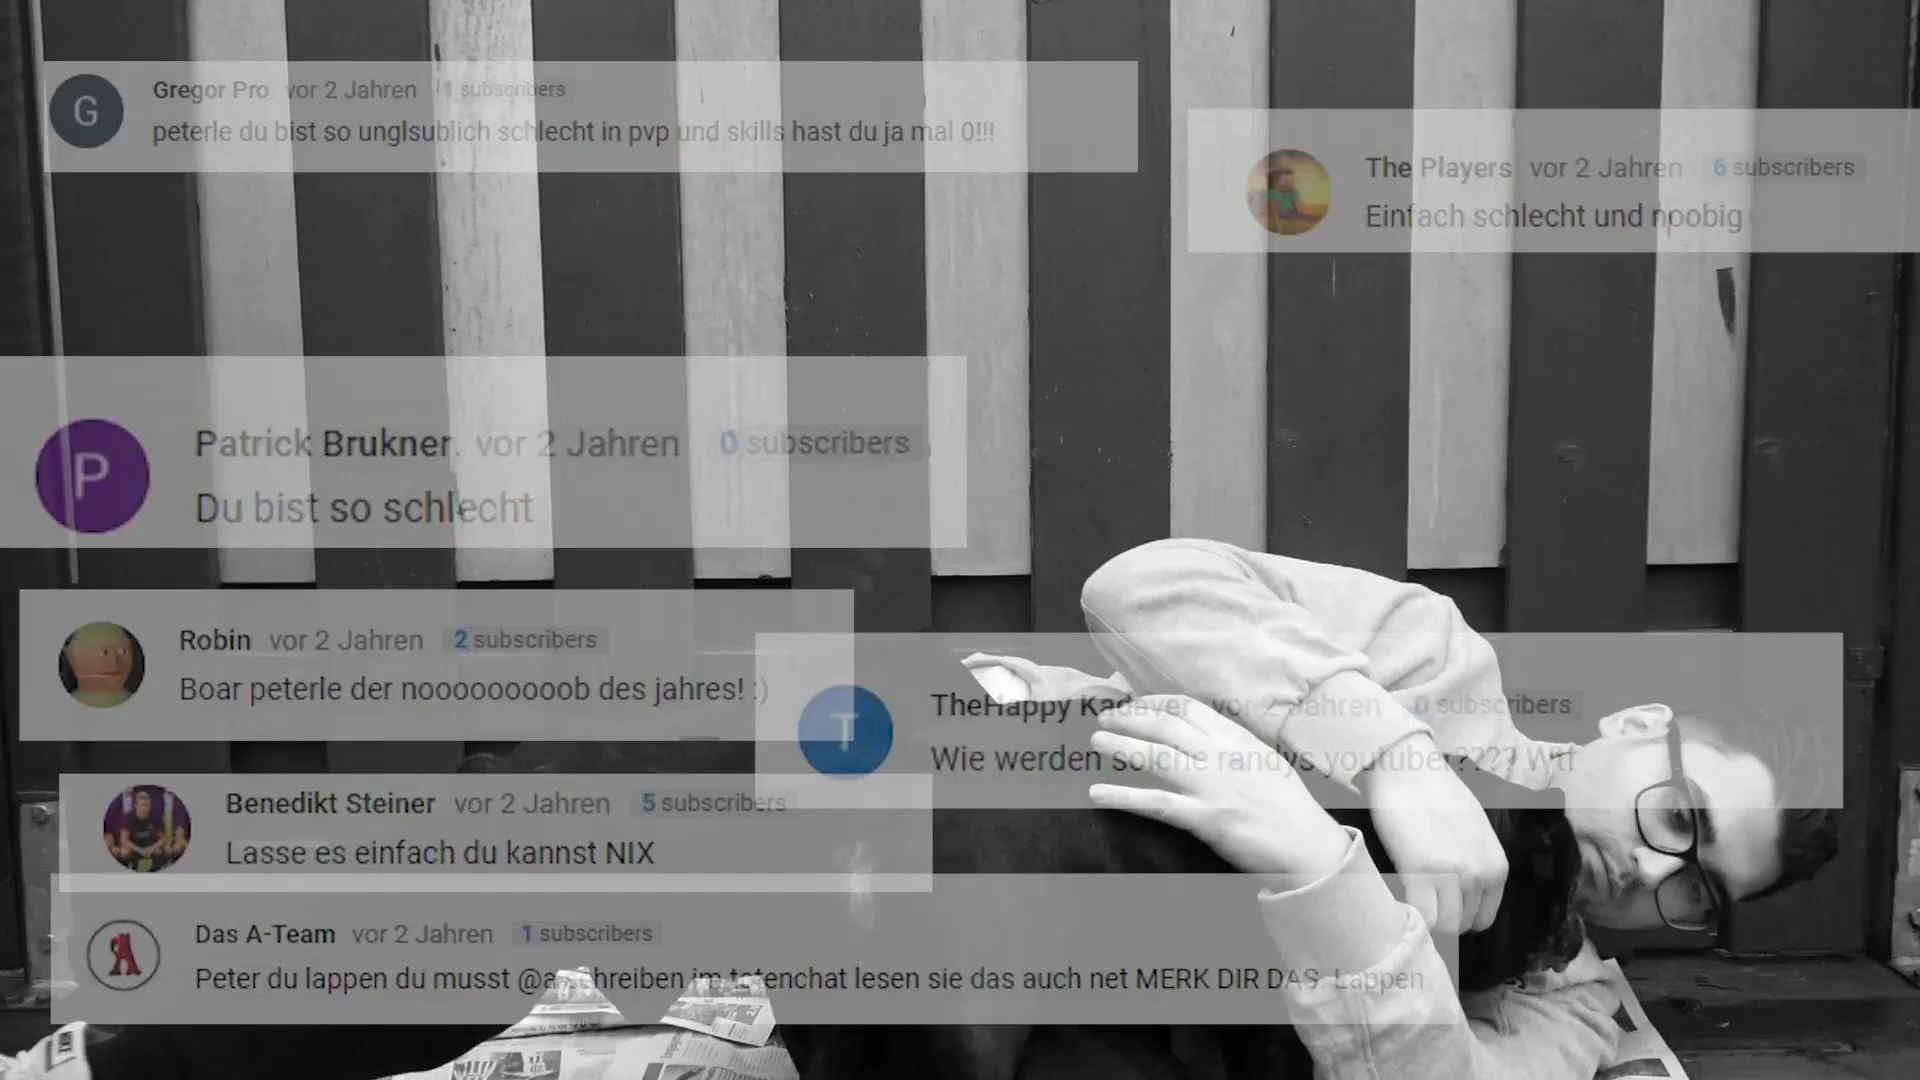 G
Gregor Pro vor 2 Jahren 1 subscribers
peterle du bist so unglsublich schlecht in pvp und skills hast du ja mal 0!!!
The Players vor 2 Jahren 6 subscribers
Einfach schlecht und npobig
P
Patrick Brukner vor 2 Jahren 0 subscribers
Du bist so schlecht
Robin vor 2 Jahren 2 subscribers
Boar peterle der nooooooooob des jahres! :)
T
TheHappy Kadaver vor 2 Jahren 0 subscribers
Wie werden solche randys youtuber???? Wtf
Benedikt Steiner vor 2 Jahren 5 subscribers
Lasse es einfach du kannst NIX
A
Das A-Team vor 2 Jahren 1 subscribers
Peter du lappen du musst im totenchat lesen sie das auch net MERK DIR DAS. Lappen